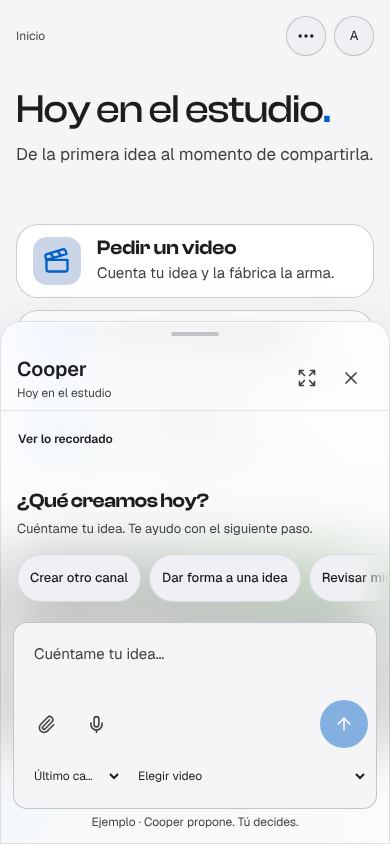 Inicio
A
Hoy en el estudio.
De la primera idea al momento de compartirla.
Pedir un video
Cuenta tu idea y la fábrica la arma.
Cooper
Hoy en el estudio
Ver lo recordado
¿Qué creamos hoy?
Cuéntame tu idea. Te ayudo con el siguiente paso.
Crear otro canal
Dar forma a una idea
Revisar
Cuéntame tu idea…
Último ca…
Elegir video
Ejemplo · Cooper propone. Tú decides.